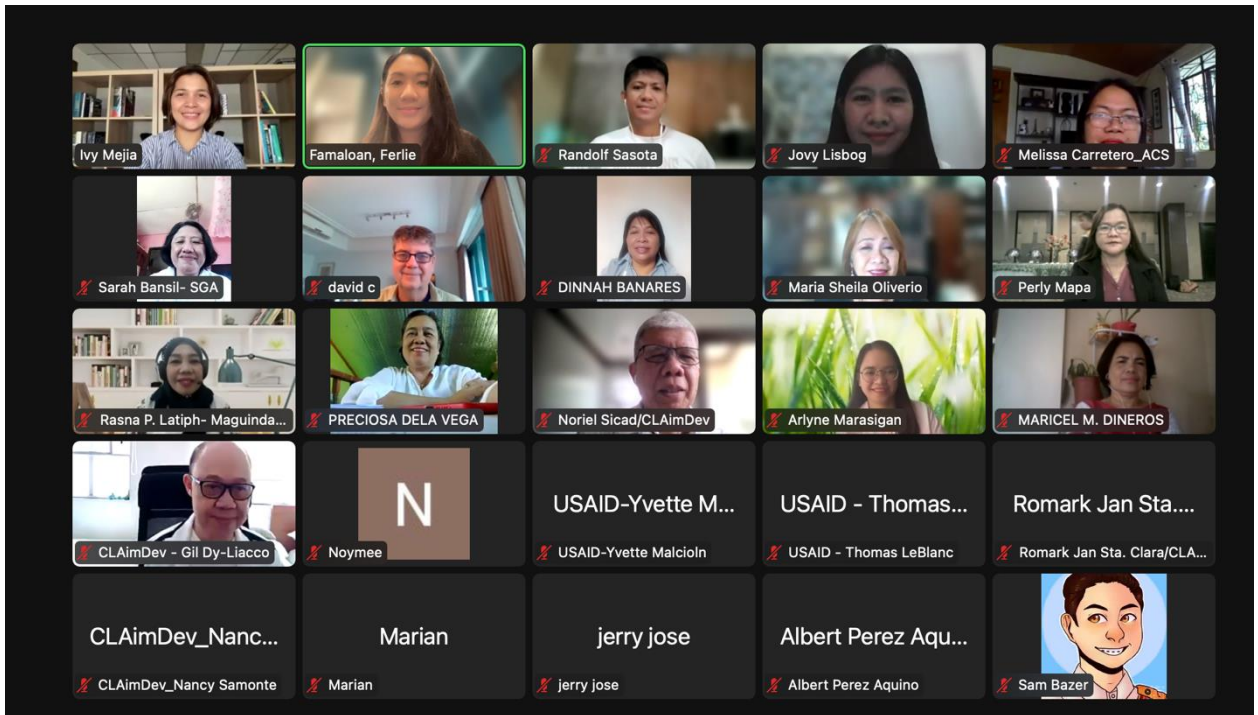 Ivy Mejia
Famaloan, Ferlie
Randolf Sasota
Jovy Lisbog
Melissa Carretero_ACS
Sarah Bansil- SGA
david c
DINNAH BANARES
Maria Sheila Oliverio
Perly Mapa
Rasna P. Latiph- Maguinda...
PRECIOSA DELA VEGA
Noriel Sicad/CLAimDev
Arlyne Marasigan
MARICEL M. DINEROS
CLAimDev - Gil Dy-Liacco
N
Noymee
USAID-Yvette M...
USAID-Yvette Malcioln
USAID - Thomas...
USAID - Thomas LeBlanc
Romark Jan Sta....
Romark Jan Sta. Clara/CLA...
CLAimDev_Nanc...
CLAimDev_Nancy Samonte
Marian
Marian
jerry jose
jerry jose
Albert Perez Aqu...
Albert Perez Aquino
Sam Bazer